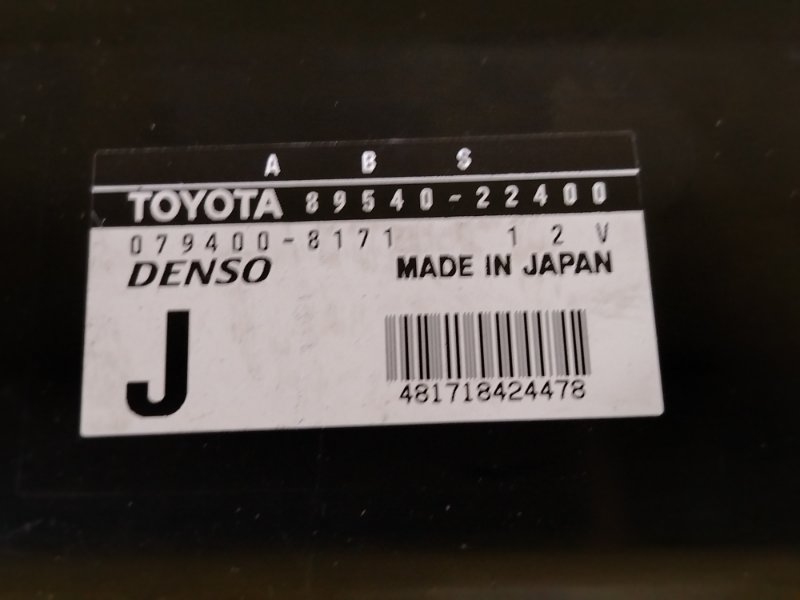 A B S
TOYOTA 89540-22400
079400-8171 12V
DENSO MADE IN JAPAN
J
481718424478